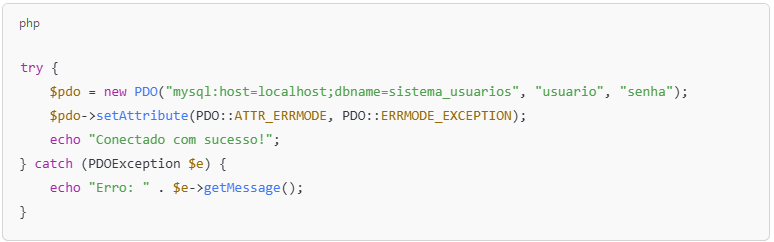 php
try {
    $pdo = new PDO("mysql:host=localhost;dbname=sistema_usuarios", "usuario", "senha");
    $pdo->setAttribute(PDO::ATTR_ERRMODE, PDO::ERRMODE_EXCEPTION);
    echo "Conectado com sucesso!";
} catch (PDOException $e) {
    echo "Erro: " . $e->getMessage();
}